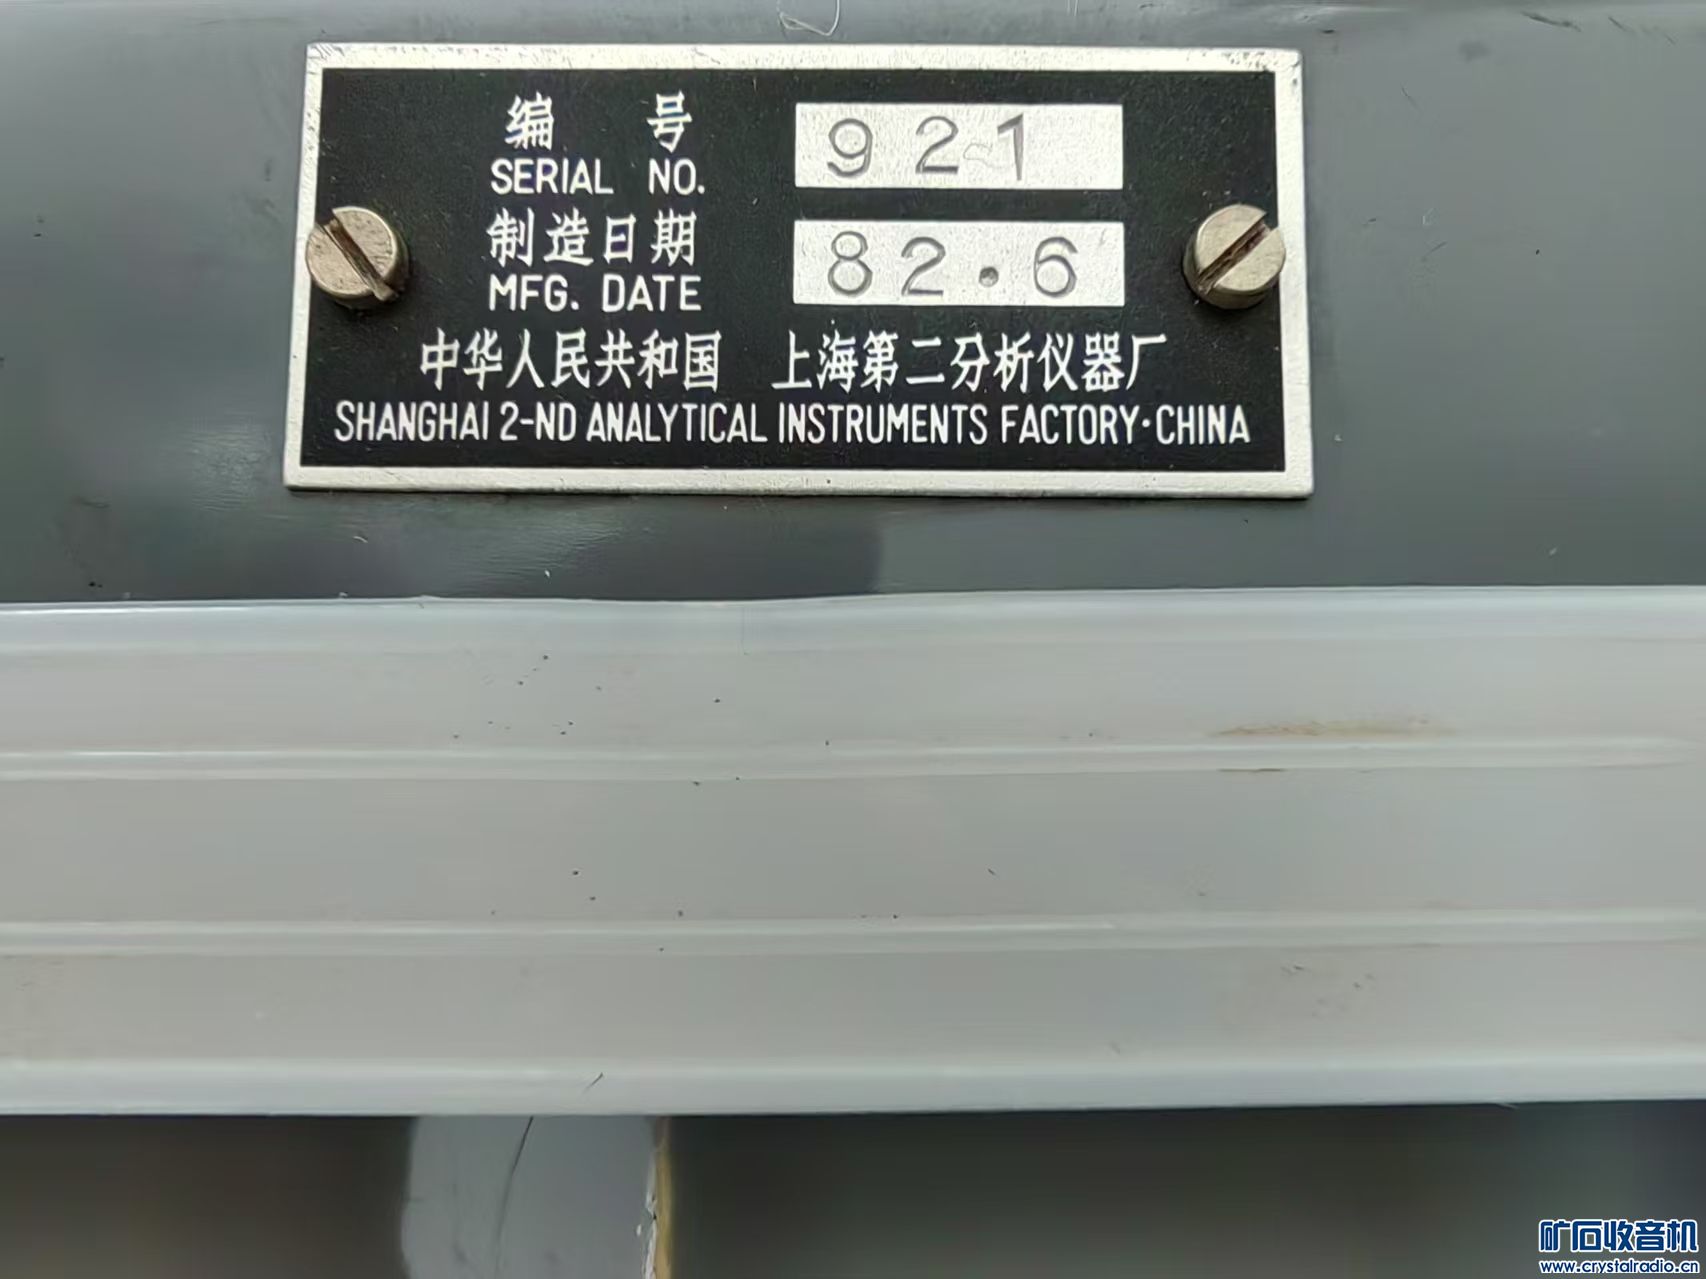 编 号 921
SERIAL NO.
制造日期 82.6
MFG. DATE
中华人民共和国 上海第二分析仪器厂
SHANGHAI 2-ND ANALYTICAL INSTRUMENTS FACTORY·CHINA
矿石收音机
www.crystalradio.cn